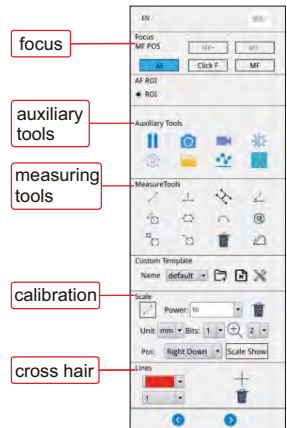 EN
Focus
focus
MF POS
MF+
MF-
AF
Click F
MF
AF ROI
ROI
auxiliary
tools
Auxiliary Tools
measuring
tools
MeasureTools
Custom Template
Name default
calibration
Scale
Power: 10
Unit mm Bits: 1 2
Pos: Right Down Scale Show
cross hair
Lines
1